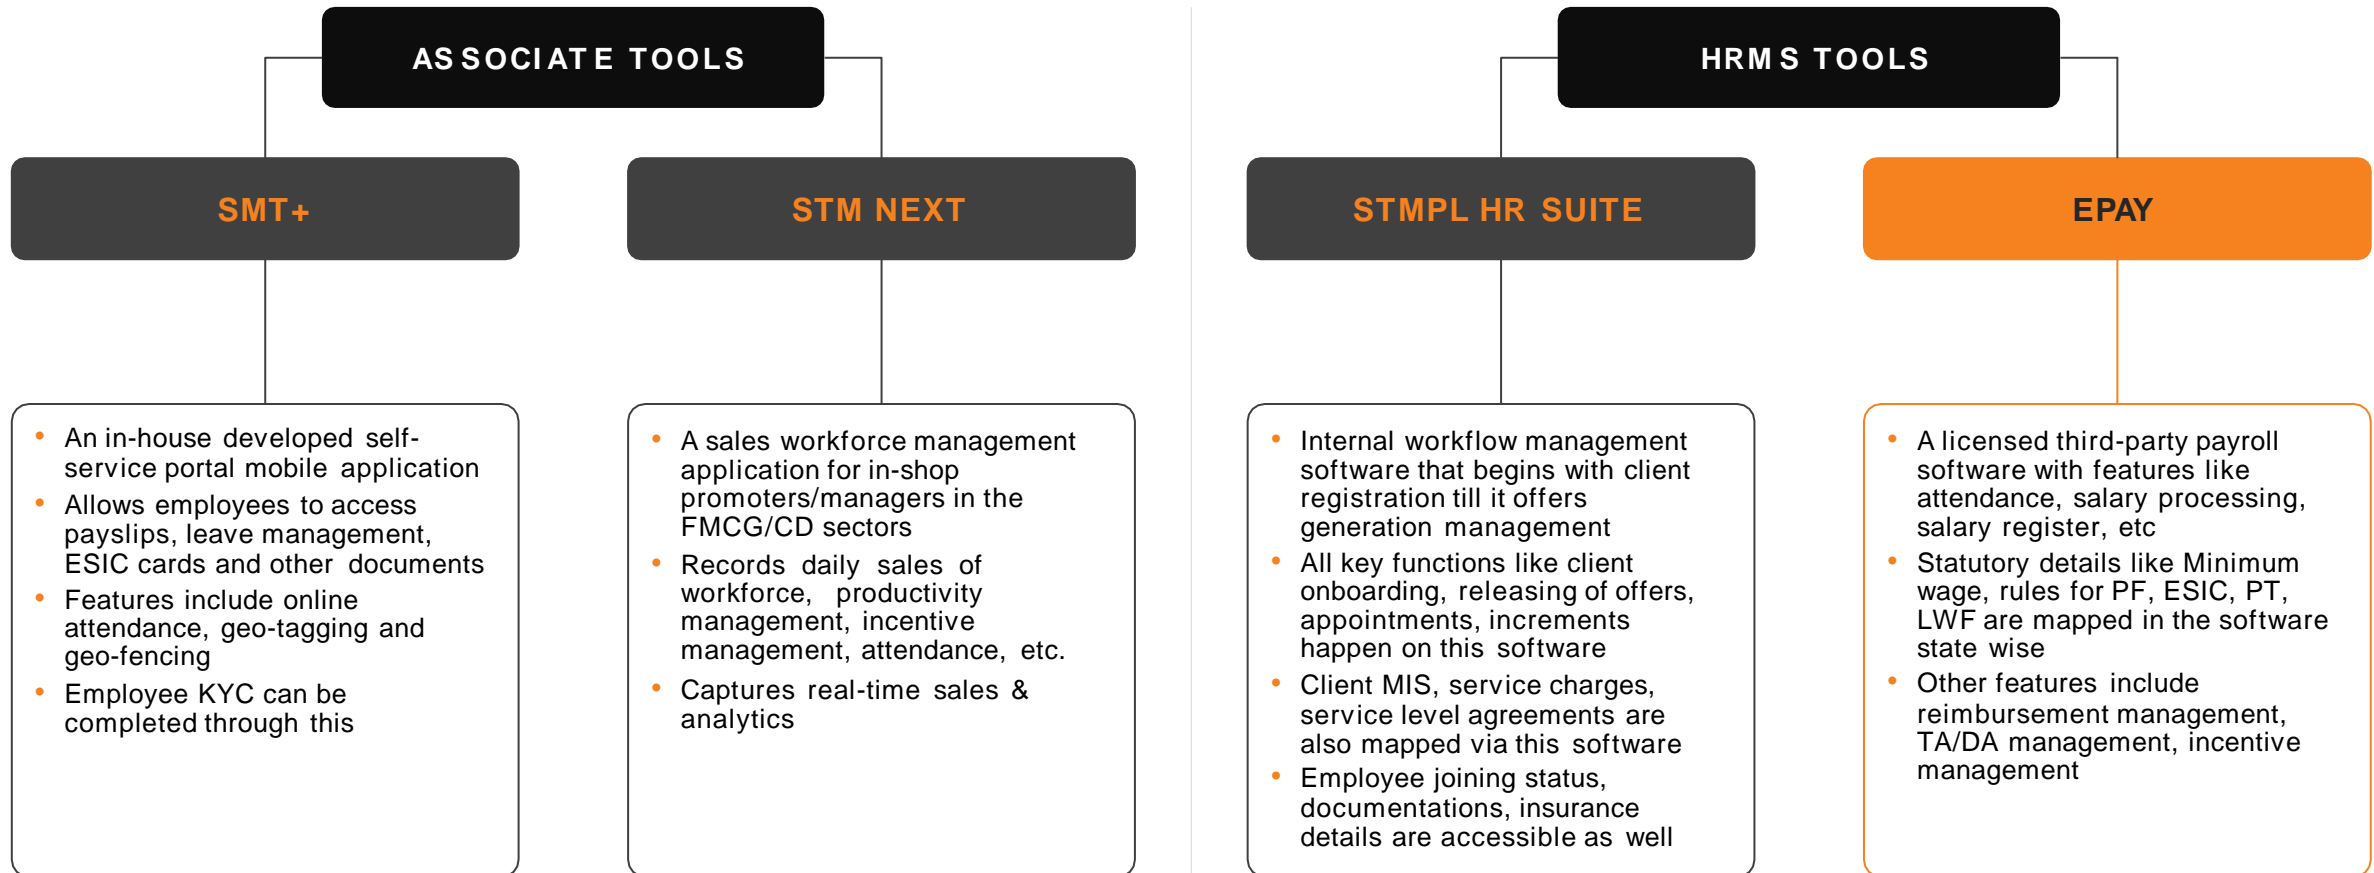 ASSOCIATE TOOLS
HRMS TOOLS
SMT+
STM NEXT
STMPL HR SUITE
EPAY
• An in-house developed self-
service portal mobile application
• Allows employees to access
payslips, leave management,
ESIC cards and other documents
• Features include online
attendance, geo-tagging and
geo-fencing
• Employee KYC can be
completed through this
• A sales workforce management
application for in-shop
promoters/managers in the
FMCG/CD sectors
• Records daily sales of
workforce, productivity
management, incentive
management, attendance, etc.
• Captures real-time sales &
analytics
• Internal workflow management
software that begins with client
registration till it offers
generation management
• All key functions like client
onboarding, releasing of offers,
appointments, increments
happen on this software
• Client MIS, service charges,
service level agreements are
also mapped via this software
• Employee joining status,
documentations, insurance
details are accessible as well
• A licensed third-party payroll
software with features like
attendance, salary processing,
salary register, etc
• Statutory details like Minimum
wage, rules for PF, ESIC, PT,
LWF are mapped in the software
state wise
• Other features include
reimbursement management,
TA/DA management, incentive
management